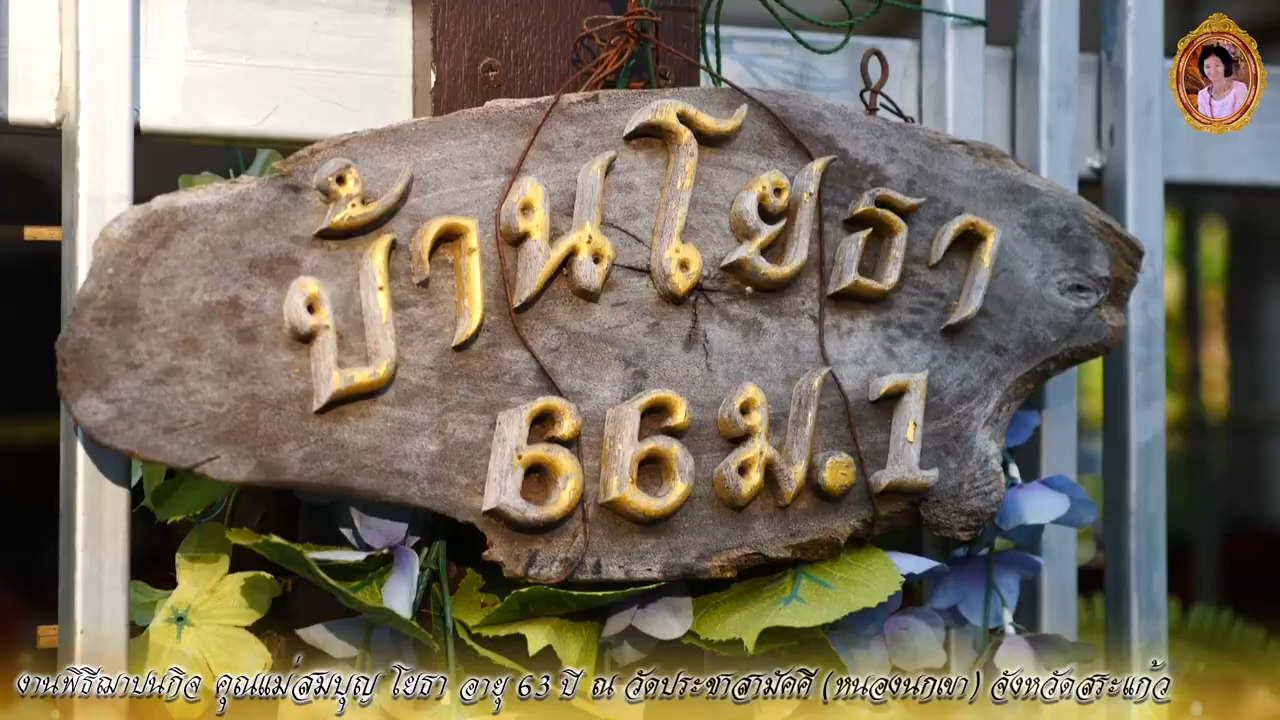 บ้านโยธา
66 ม.1
งานพิธีฌาปนกิจ คุณแม่สมบุญ โยธา อายุ 63 ปี ณ วัดประชาสามัคคี (หนองนกเขา) จังหวัดสระแก้ว